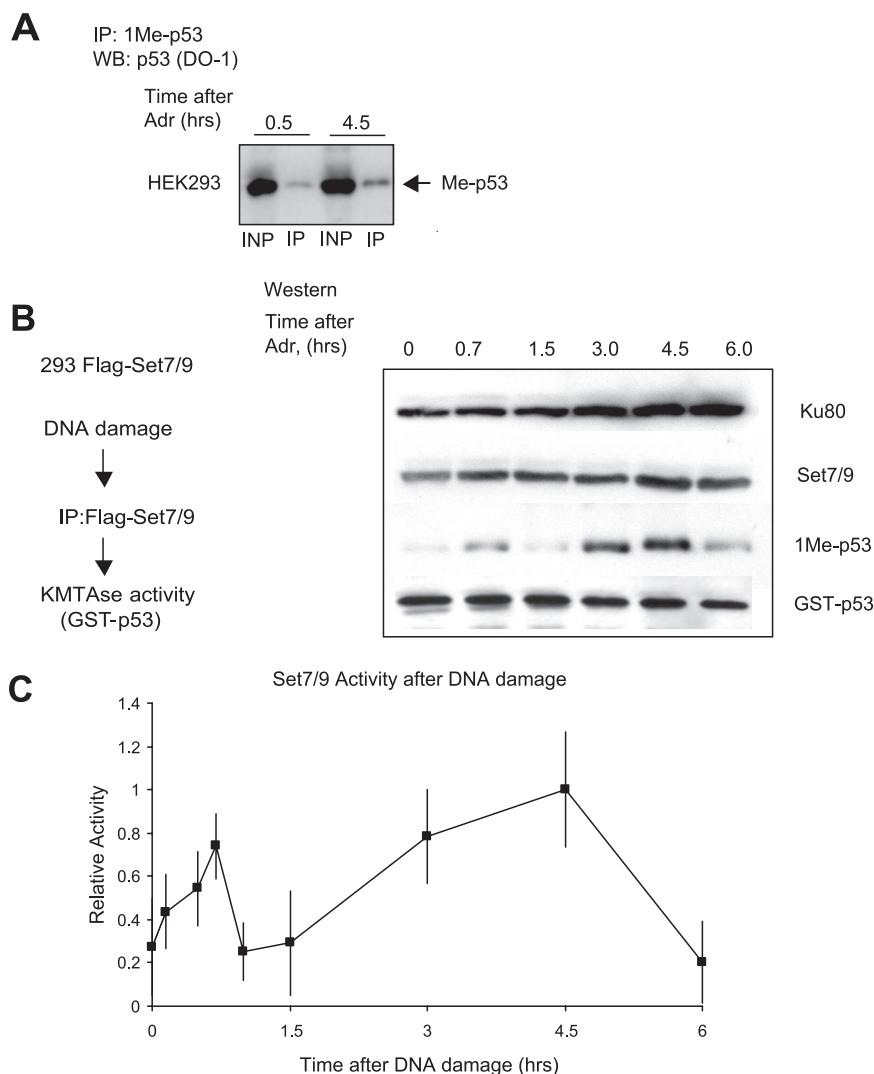 A
IP: 1Me-p53
WB: p53 (DO-1)
Time after
Adr (hrs)
0.5 4.5
HEK293
Me-p53
INP IP INP IP
B
Western
Time after
Adr, (hrs)
0 0.7 1.5 3.0 4.5 6.0
293 Flag-Set7/9
DNA damage
IP:Flag-Set7/9
KMTAse activity
(GST-p53)
Ku80
Set7/9
1Me-p53
GST-p53
C
Set7/9 Activity after DNA damage
Relative Activity
1.4
1.2
1
0.8
0.6
0.4
0.2
0
0 1.5 3 4.5 6
Time after DNA damage (hrs)